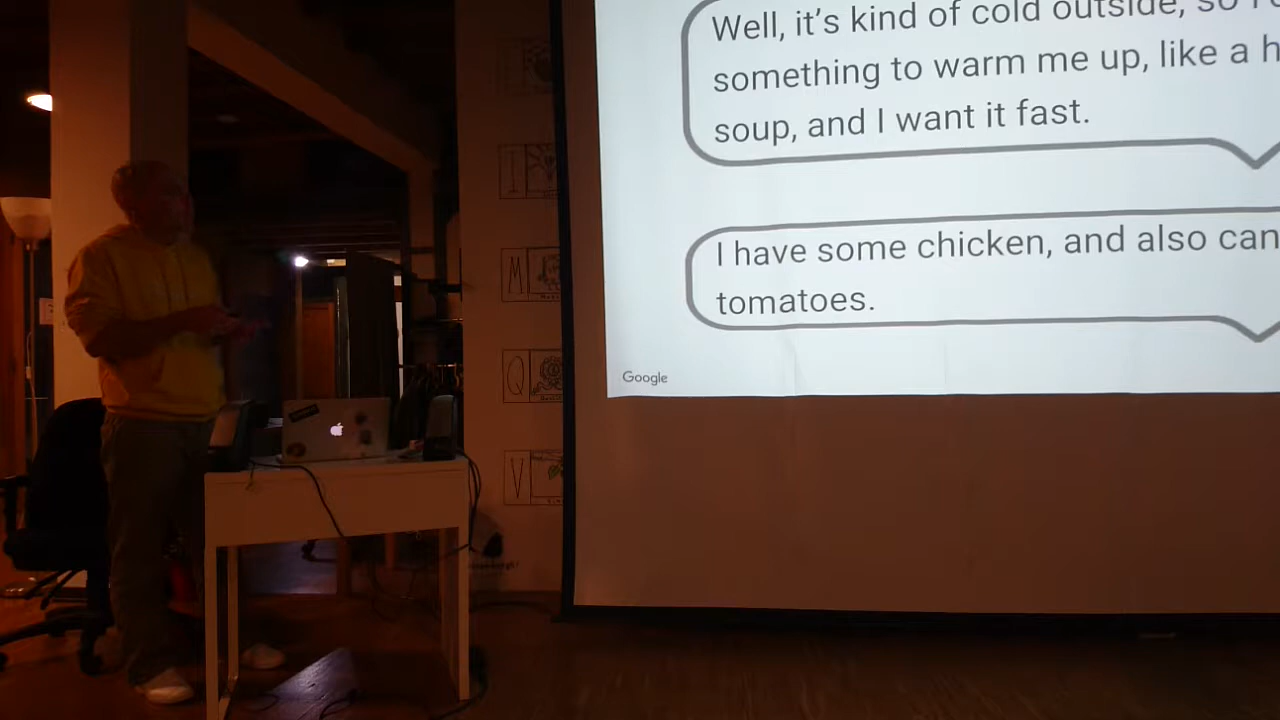 Well, it's kind of cold outside, so I
something to warm me up, like a h
soup, and I want it fast.
I have some chicken, and also can
tomatoes.
Google
I
M
Q
V